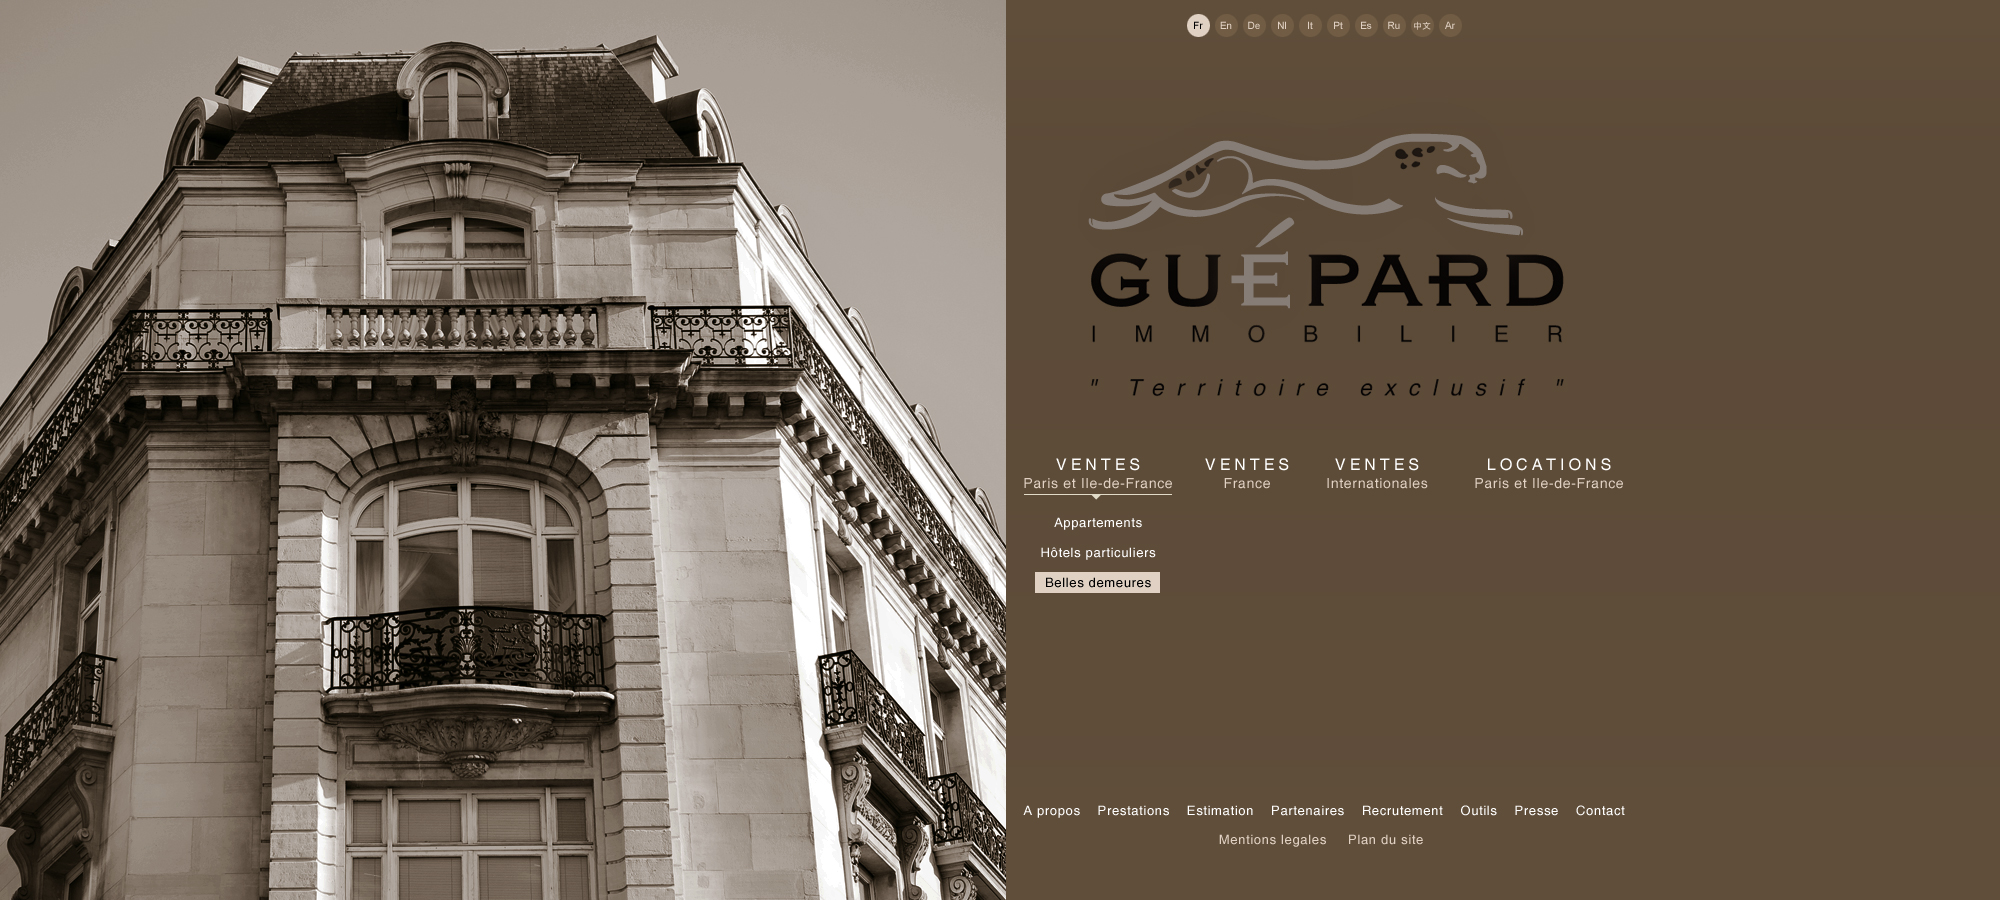 Fr En De Nl It Pt Es Ru 中文 Ar
GUÉPARD
IMMOBILIER
" Territoire exclusif "
VENTES VENTES VENTES LOCATIONS
Paris et Ile-de-France France Internationales Paris et Ile-de-France
Appartements
Hôtels particuliers
Belles demeures
A propos Prestations Estimation Partenaires Recrutement Outils Presse Contact
Mentions legales Plan du site